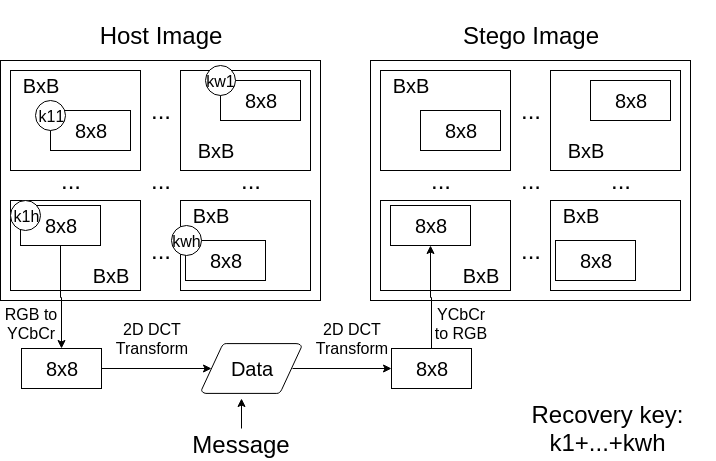 Host Image
Stego Image
BxB
k11
8x8
...
kw1
8x8
BxB
BxB
8x8
...
8x8
BxB
...
...
...
...
...
...
k1h
8x8
BxB
...
BxB
kwh
8x8
8x8
BxB
...
BxB
8x8
RGB to
YCbCr
8x8
2D DCT
Transform
Data
2D DCT
Transform
YCbCr
to RGB
8x8
Message
Recovery key:
k1+...+kwh